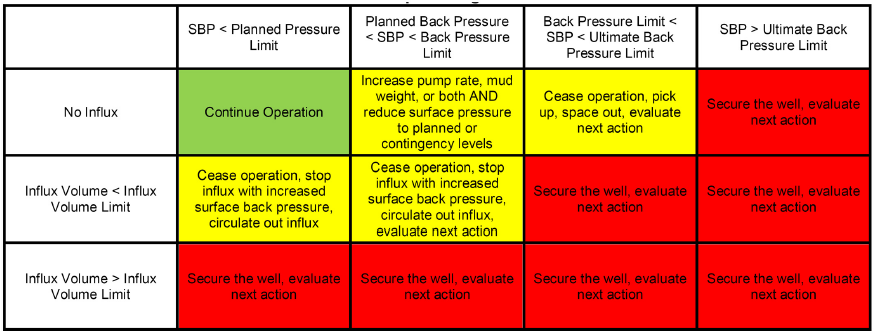 SBP < Planned Pressure
Limit
Planned Back Pressure
< SBP < Back Pressure
Limit
Back Pressure Limit <
SBP < Ultimate Back
Pressure Limit
SBP > Ultimate Back
Pressure Limit
No Influx
Continue Operation
Increase pump rate, mud
weight, or both AND
reduce surface pressure
to planned or
contingency levels
Cease operation, pick
up, space out, evaluate
next action
Secure the well, evaluate
next action
Influx Volume < Influx
Volume Limit
Cease operation, stop
influx with increased
surface back pressure,
circulate out influx
Cease operation, stop
influx with increased
surface back pressure,
circulate out influx,
evaluate next action
Secure the well, evaluate
next action
Secure the well, evaluate
next action
Influx Volume > Influx
Volume Limit
Secure the well, evaluate
next action
Secure the well, evaluate
next action
Secure the well, evaluate
next action
Secure the well, evaluate
next action